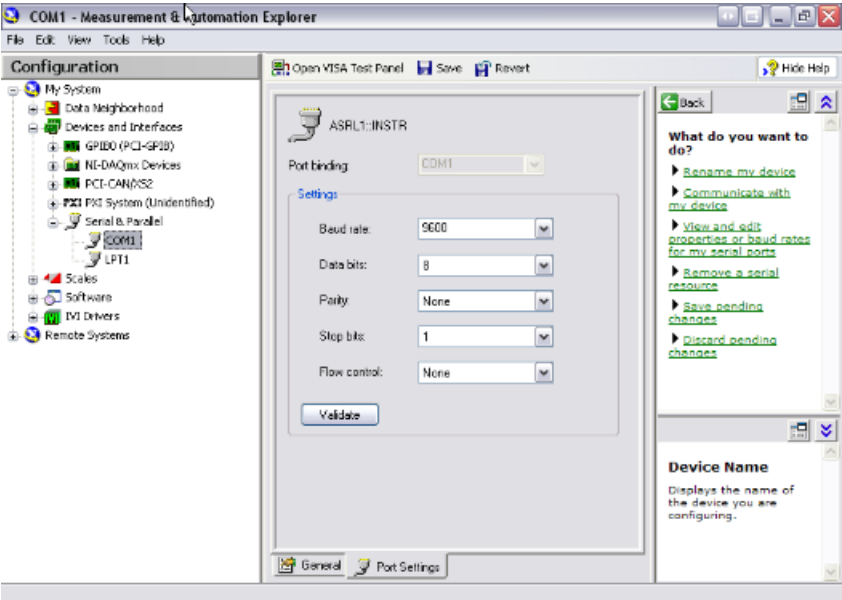 COM1 - Measurement & Automation Explorer
File Edit View Tools Help
Configuration
My System
Data Neighborhood
Devices and Interfaces
GPIB0 (PCI-GPIB)
NI-DAQmx Devices
PCI-CAN/XS2
PXI PXI System (Unidentified)
Serial & Parallel
COM1
LPT1
Scales
Software
IVI Drivers
Remote Systems
Open VISA Test Panel Save Revert
Hide Help
ASRL1::INSTR
Port binding: COM1
Settings
Baud rate: 9600
Data bits: 8
Parity: None
Stop bits: 1
Flow control: None
Validate
General Port Settings
Back
What do you want to
do?
Rename my device
Communicate with
my device
View and edit
properties or baud rates
for my serial ports
Remove a serial
resource
Save pending
changes
Discard pending
changes
Device Name
Displays the name of
the device you are
configuring.